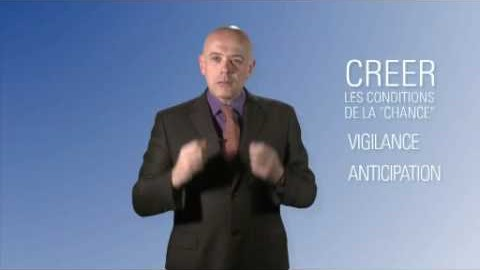 CREER
LES CONDITIONS
DE LA "CHANCE"
VIGILANCE
ANTICIPATION